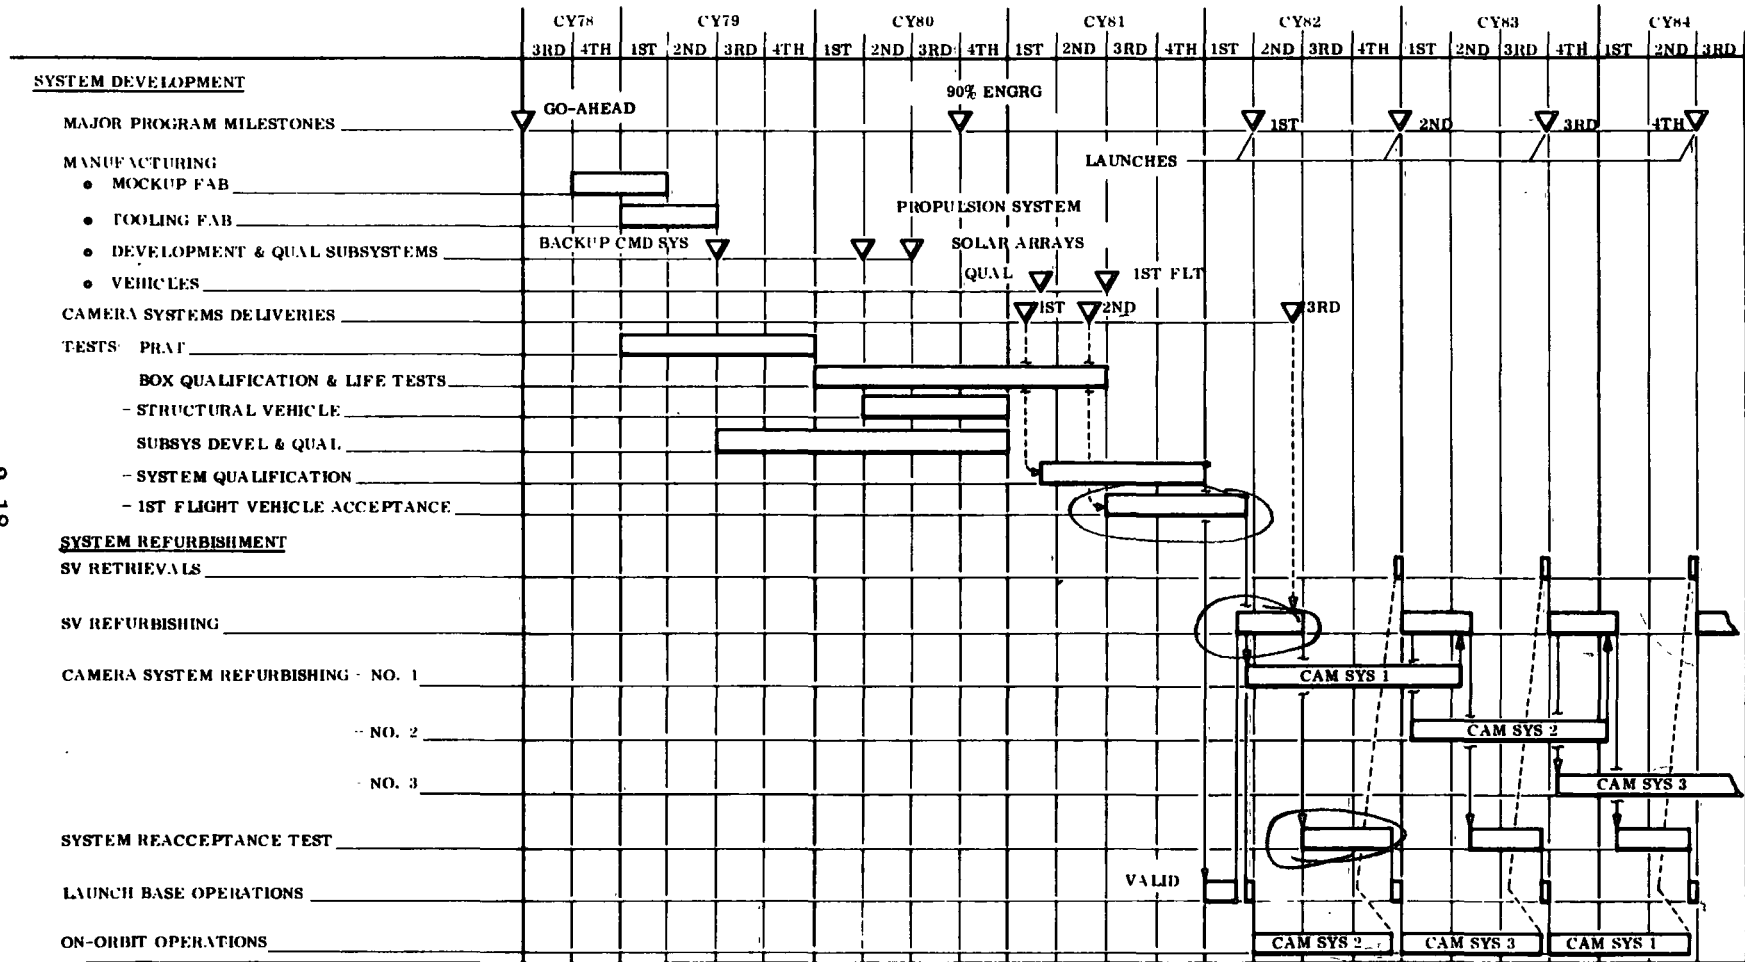 CY78 CY79 CY80 CY81 CY82 CY83 CY84
3RD 4TH 1ST 2ND 3RD 4TH 1ST 2ND 3RD 4TH 1ST 2ND 3RD 4TH 1ST 2ND 3RD 4TH 1ST 2ND 3RD 4TH 1ST 2ND 3RD
SYSTEM DEVELOPMENT
90% ENGRG
GO-AHEAD
MAJOR PROGRAM MILESTONES 1ST 2ND 3RD 4TH
MANUFACTURING LAUNCHES
• MOCKUP FAB
PROPULSION SYSTEM
• TOOLING FAB
BACKUP CMD SYS SOLAR ARRAYS
• DEVELOPMENT & QUAL SUBSYSTEMS
QUAL 1ST FLT
• VEHICLES
CAMERA SYSTEMS DELIVERIES 1ST 2ND 3RD
TESTS PRAT
BOX QUALIFICATION & LIFE TESTS
- STRUCTURAL VEHICLE
SUBSYS DEVEL & QUAL
- SYSTEM QUALIFICATION
- 1ST FLIGHT VEHICLE ACCEPTANCE
SYSTEM REFURBISHMENT
SV RETRIEVALS
SV REFURBISHING
CAMERA SYSTEM REFURBISHING - NO. 1 CAM SYS 1
- NO. 2 CAM SYS 2
- NO. 3 CAM SYS 3
SYSTEM REACCEPTANCE TEST
VALID
LAUNCH BASE OPERATIONS
ON-ORBIT OPERATIONS CAM SYS 2 CAM SYS 3 CAM SYS 1